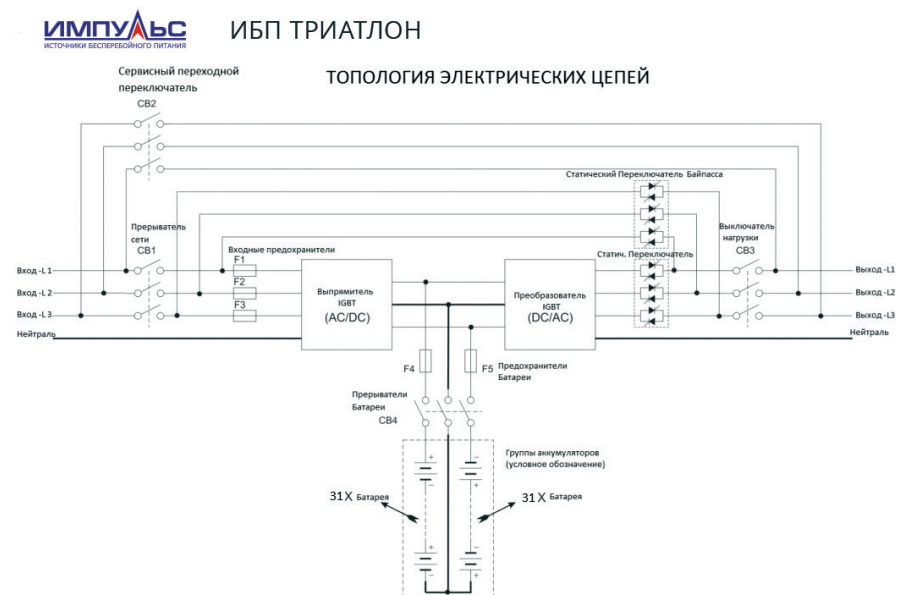 ИМПУЛЬС
ИСТОЧНИКИ БЕСПЕРЕБОЙНОГО ПИТАНИЯ
ИБП ТРИАТЛОН
ТОПОЛОГИЯ ЭЛЕКТРИЧЕСКИХ ЦЕПЕЙ
Сервисный переходной
переключатель
CB2
Статический Переключатель Байпасса
Прерыватель
сети
CB1
Входные предохранители
F1
F2
F3
Статич. Переключатель
Выключатель
нагрузки
CB3
Вход -L 1
Вход -L 2
Вход -L 3
Нейтраль
Выпрямитель
IGBT
(AC/DC)
Преобразователь
IGBT
(DC/AC)
Выход -L1
Выход -L2
Выход -L3
Нейтраль
F4
F5
Предохранители
Батареи
Прерыватели
Батареи
CB4
Группы аккумуляторов
(условное обозначение)
+
−
−
+
31X Батарея
31X Батарея
+
−
−
+